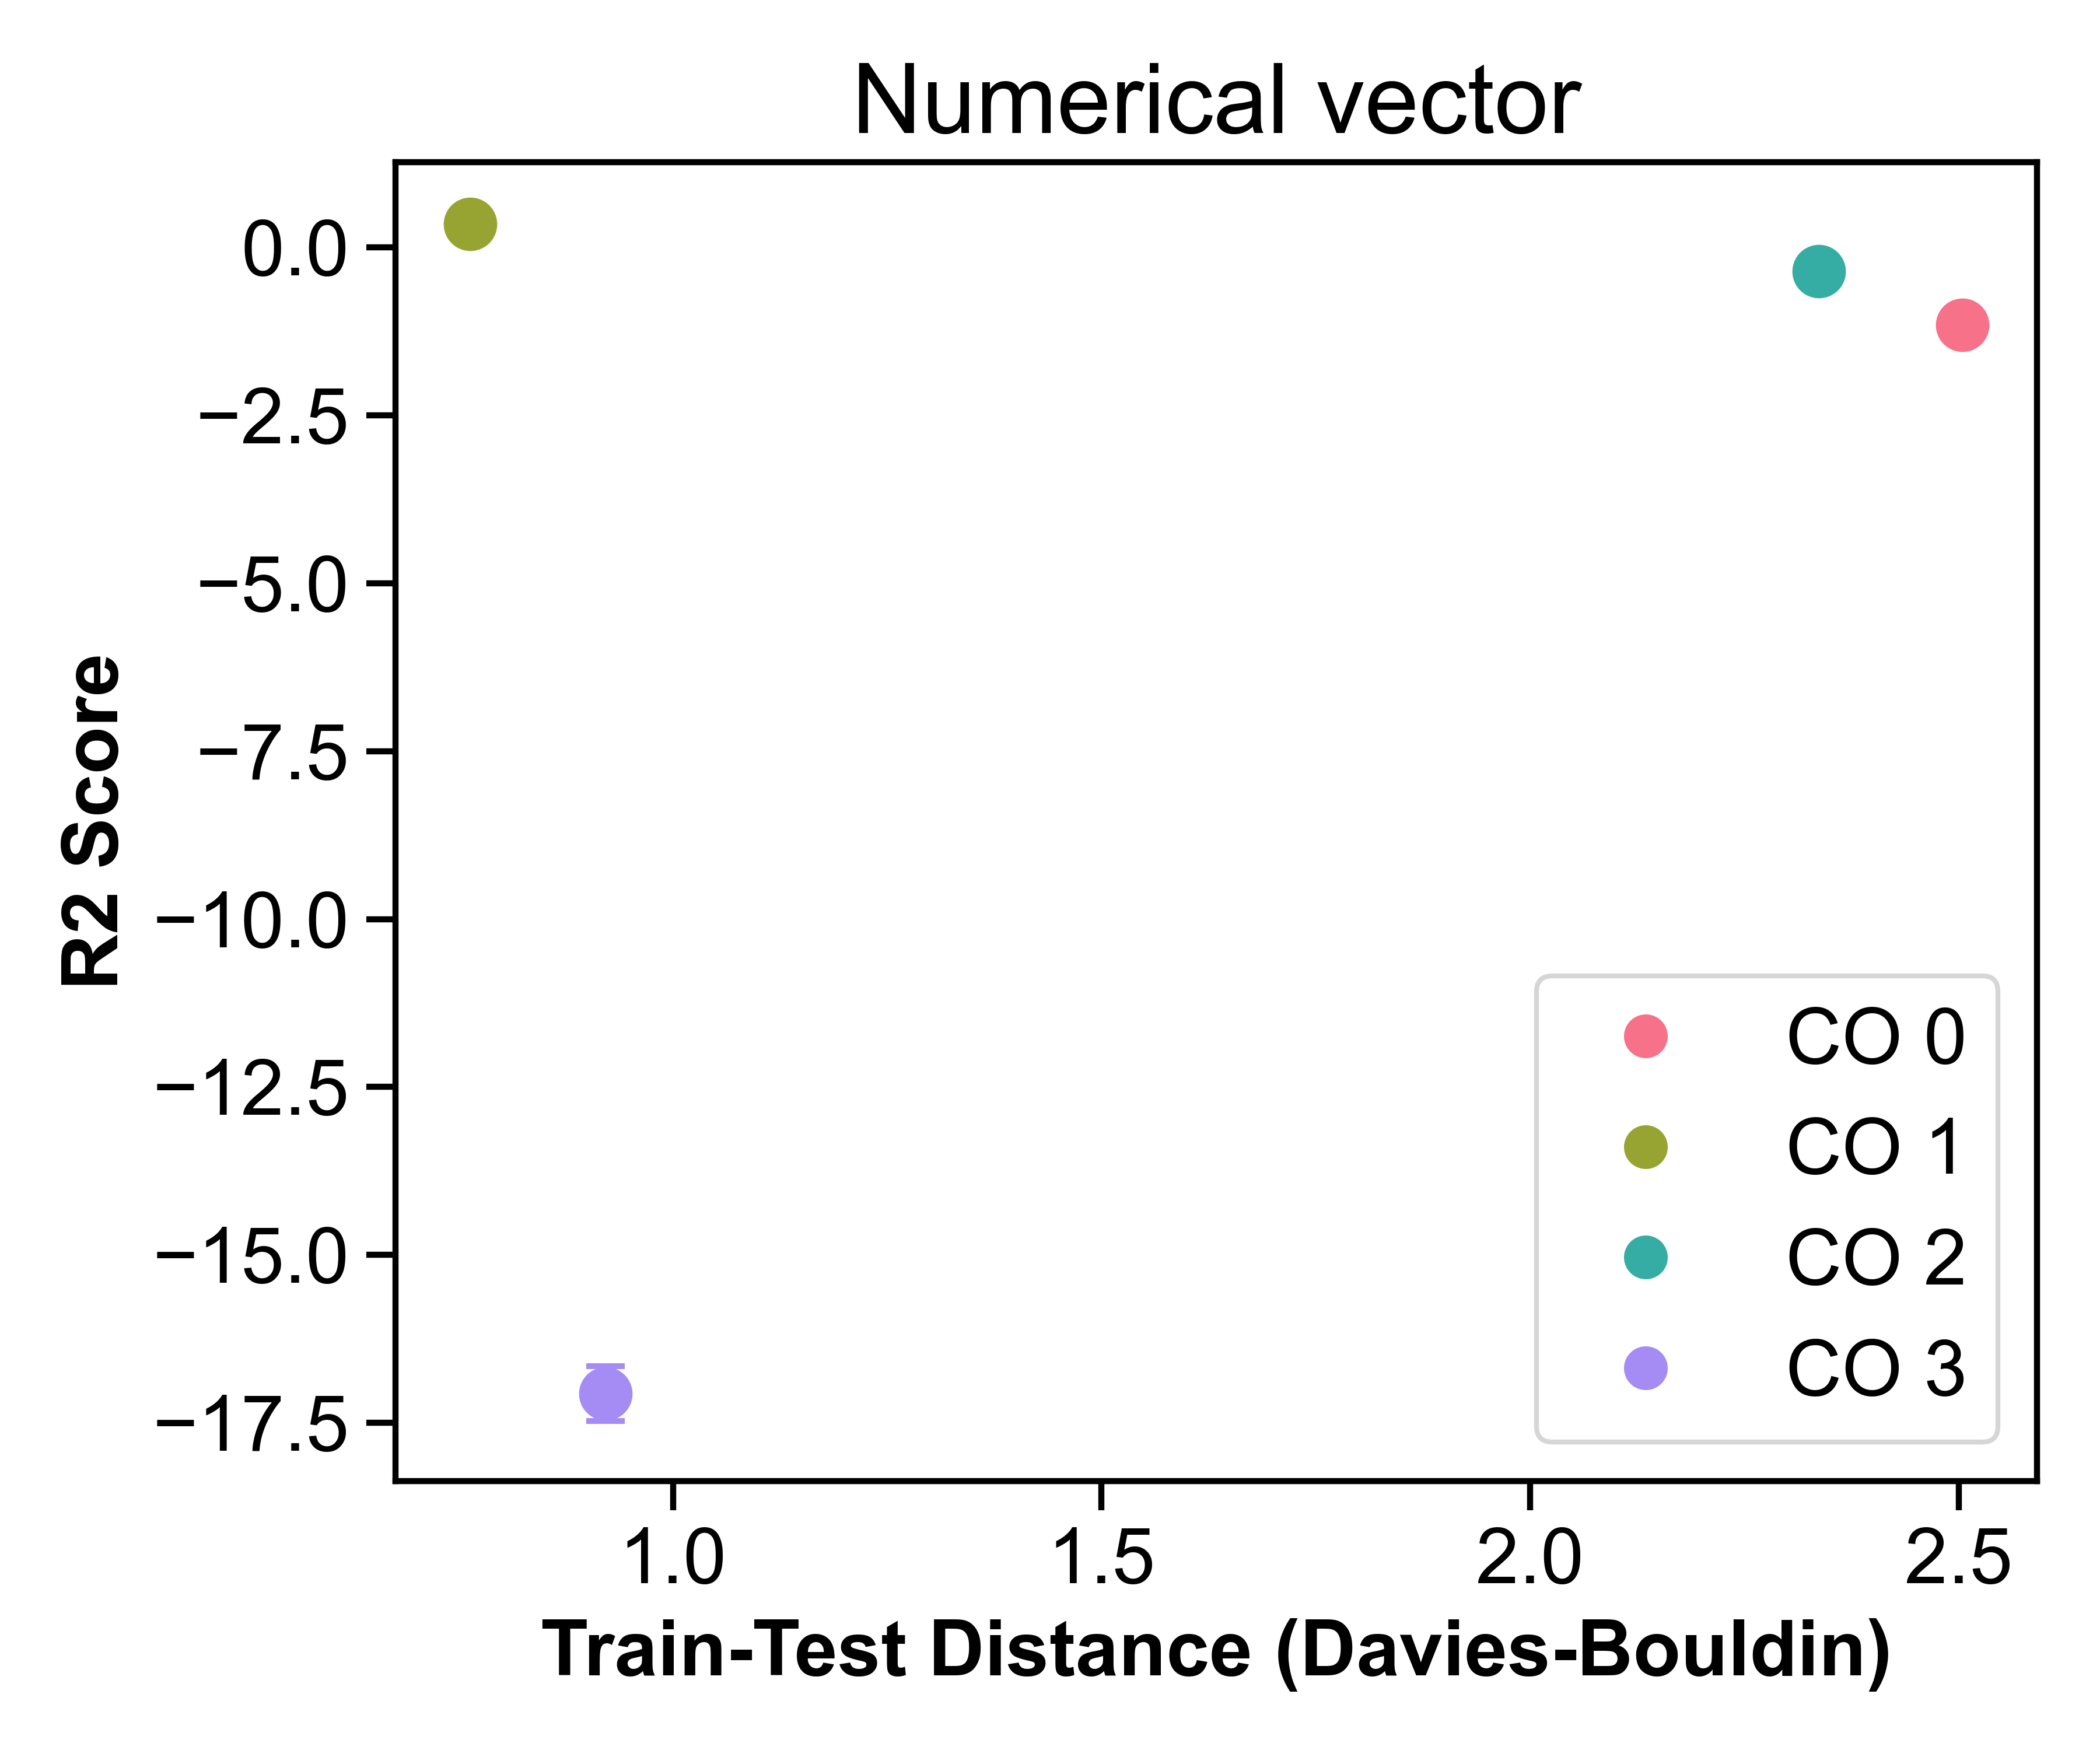 Numerical vector
R2 Score
0.0
−2.5
−5.0
−7.5
−10.0
−12.5
−15.0
−17.5
CO 0
CO 1
CO 2
CO 3
1.0 1.5 2.0 2.5
Train-Test Distance (Davies-Bouldin)